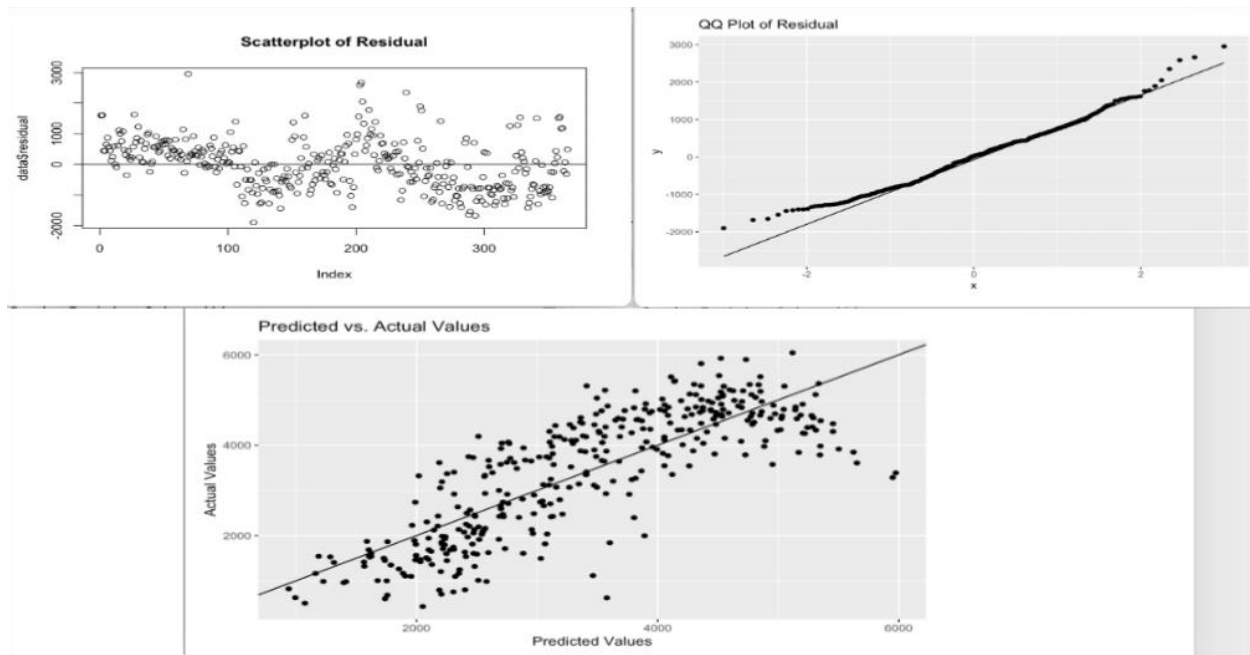 Scatterplot of Residual
data$residual
3000
1000
0
-2000
0
100
200
300
Index
QQ Plot of Residual
y
3000
2000
1000
0
-1000
-2000
-2
0
2
x
Predicted vs. Actual Values
Actual Values
6000
4000
2000
2000
4000
6000
Predicted Values